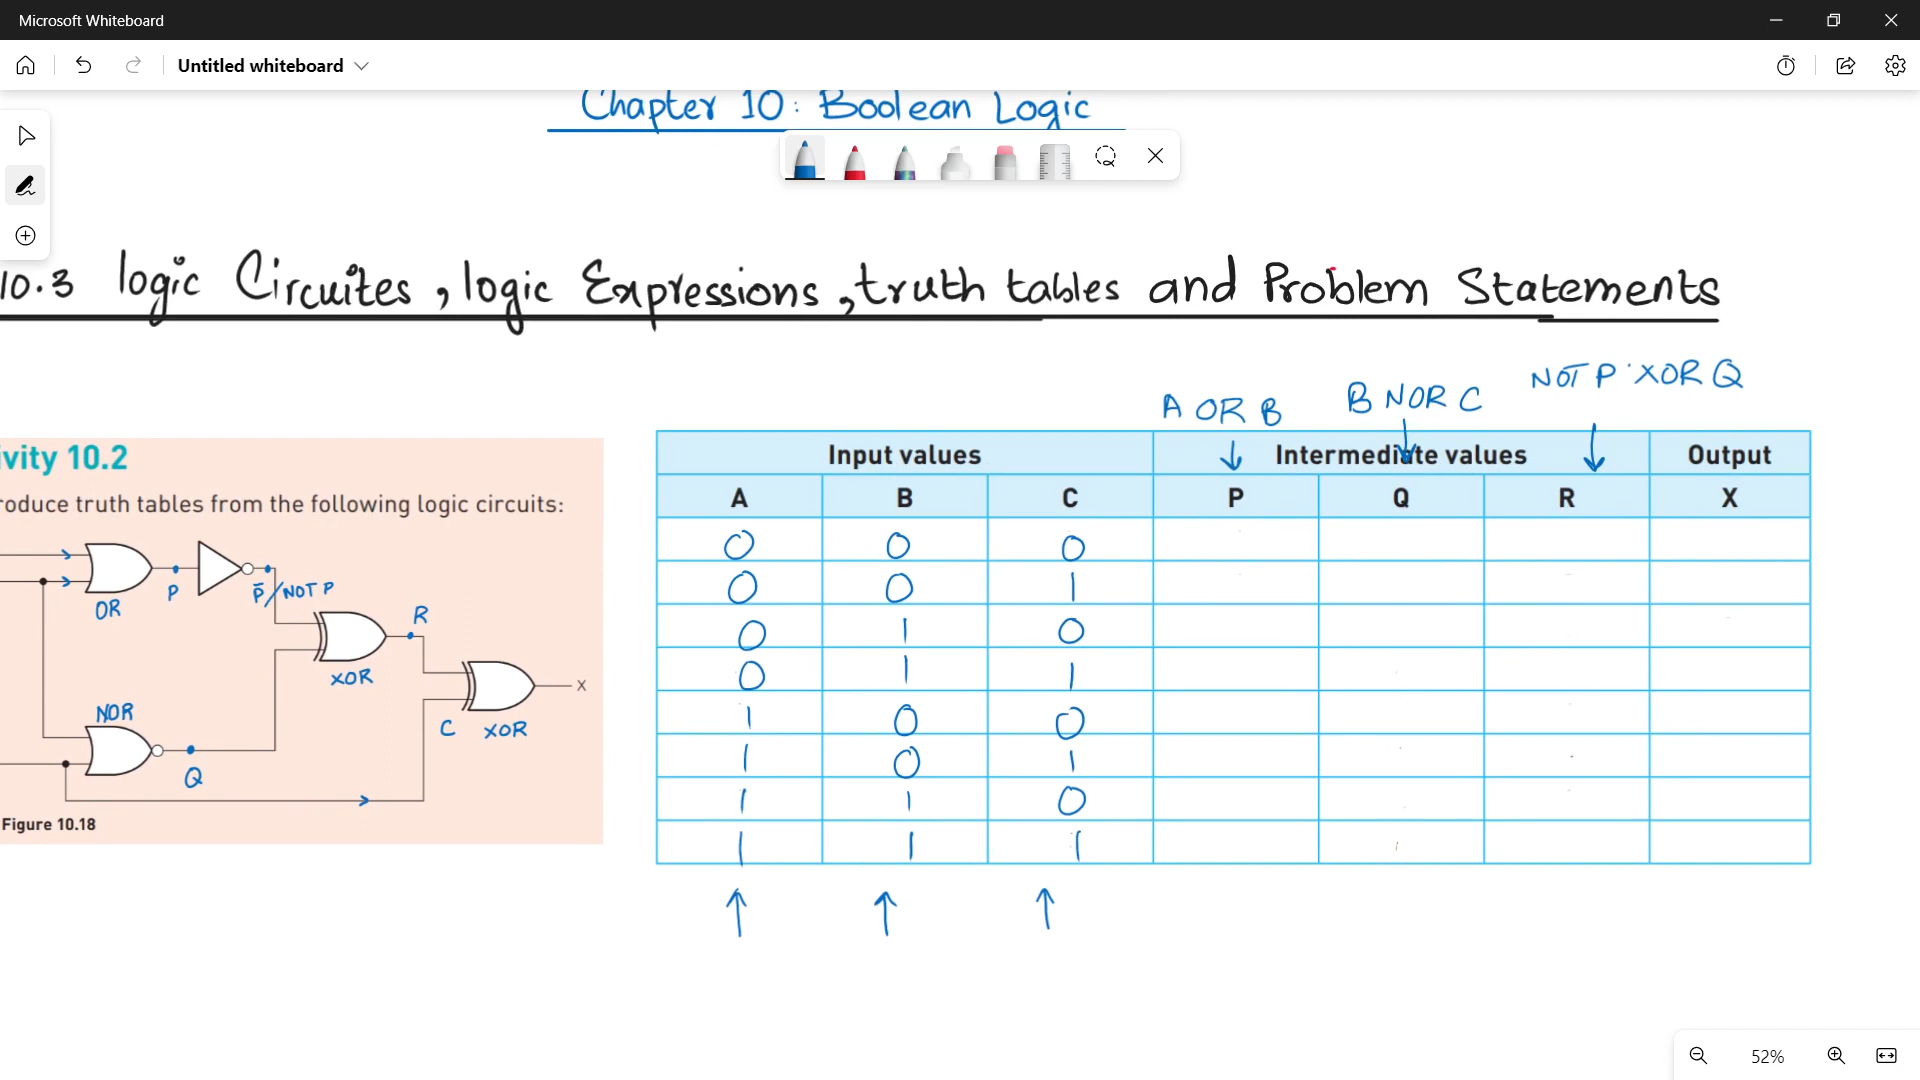 Microsoft Whiteboard
Untitled whiteboard
Chapter 10: Boolean Logic
10.3 logic Circuites, logic Expressions, truth tables and Problem Statements
A OR B
B NOR C
NOT P XOR Q
vity 10.2
roduce truth tables from the following logic circuits:
OR
P
P̄/NOT P
R
XOR
NOR
Q
C
XOR
X
Figure 10.18
Input values Intermediate values Output
A B C P Q R X
0 0 0
0 0 1
0 1 0
0 1 1
1 0 0
1 0 1
1 1 0
1 1 1
52%